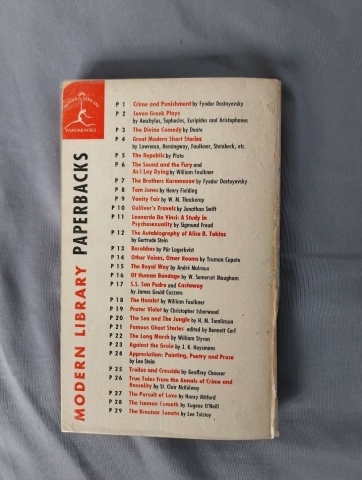 MODERN LIBRARY
PAPERBACKS
MODERN LIBRARY PAPERBACKS
P 1 Crime and Punishment by Fyodor Dostoyevsky
P 2 Seven Greek Plays
by Aeschylus, Sophocles, Euripides and Aristophanes
P 3 The Divine Comedy by Dante
P 4 Great Modern Short Stories
by Lawrence, Hemingway, Faulkner, Steinbeck, etc.
P 5 The Republic by Plato
P 6 The Sound and the Fury and
As I Lay Dying by William Faulkner
P 7 The Brothers Karamazov by Fyodor Dostoyevsky
P 8 Tom Jones by Henry Fielding
P 9 Vanity Fair by W. M. Thackeray
P 10 Gulliver's Travels by Jonathan Swift
P 11 Leonardo Da Vinci: A Study in
Psychosexuality by Sigmund Freud
P 12 The Autobiography of Alice B. Toklas
by Gertrude Stein
P 13 Barabbas by Pär Lagerkvist
P 14 Other Voices, Other Rooms by Truman Capote
P 15 The Royal Way by André Malraux
P 16 Of Human Bondage by W. Somerset Maugham
P 17 S.S. San Pedro and Castaway
by James Gould Cozzens
P 18 The Hamlet by William Faulkner
P 19 Prater Violet by Christopher Isherwood
P 20 The Sea and The Jungle by H. M. Tomlinson
P 21 Famous Ghost Stories edited by Bennett Cerf
P 22 The Long March by William Styron
P 23 Against the Grain by J. K. Huysmans
P 24 Appreciation: Painting, Poetry and Prose
by Leo Stein
P 25 Troilus and Cressida by Geoffrey Chaucer
P 26 True Tales from the Annals of Crime and
Rascality by St. Clair McKelway
P 27 The Pursuit of Love by Nancy Mitford
P 28 The Iceman Cometh by Eugene O'Neill
P 29 The Kreutzer Sonata by Leo Tolstoy